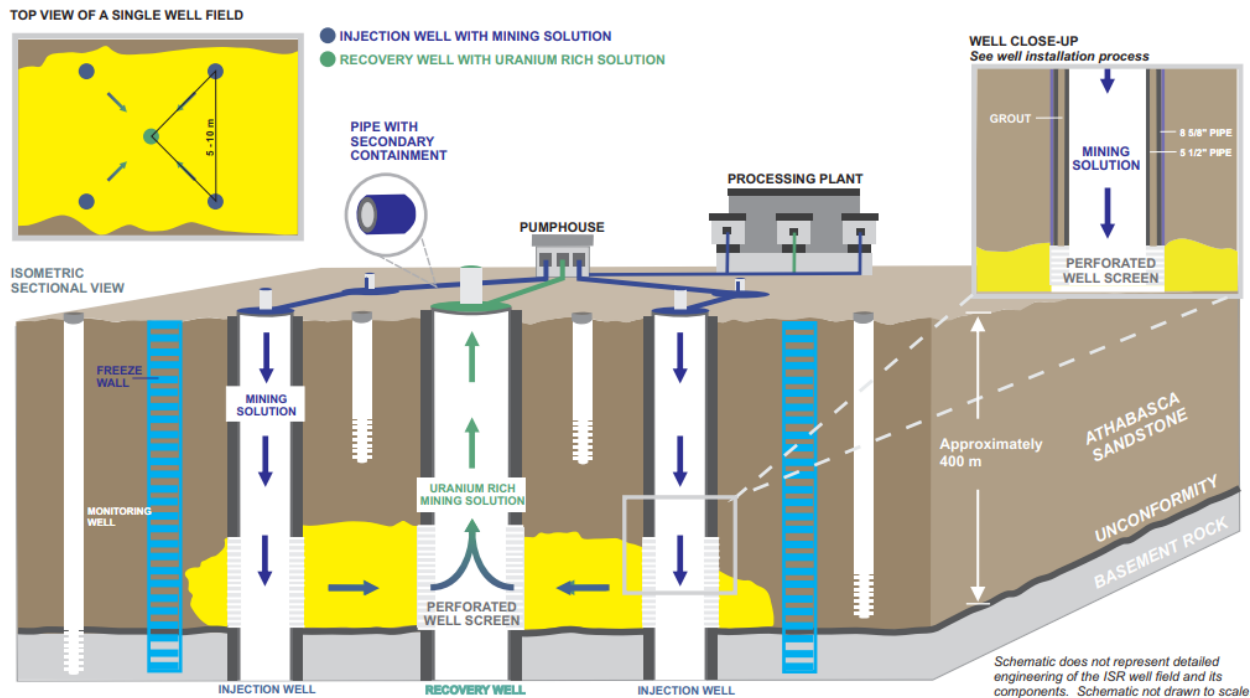 TOP VIEW OF A SINGLE WELL FIELD
INJECTION WELL WITH MINING SOLUTION
RECOVERY WELL WITH URANIUM RICH SOLUTION
5 - 10 m
PIPE WITH
SECONDARY
CONTAINMENT
PUMPHOUSE
PROCESSING PLANT
WELL CLOSE-UP
See well installation process
GROUT
MINING
SOLUTION
8 5/8" PIPE
5 1/2" PIPE
PERFORATED
WELL SCREEN
ISOMETRIC
SECTIONAL VIEW
FREEZE
WALL
MINING
SOLUTION
URANIUM RICH
MINING SOLUTION
MONITORING
WELL
PERFORATED
WELL SCREEN
Approximately
400 m
ATHABASCA
SANDSTONE
UNCONFORMITY
BASEMENT ROCK
INJECTION WELL
RECOVERY WELL
INJECTION WELL
Schematic does not represent detailed
engineering of the ISR well field and its
components. Schematic not drawn to scale